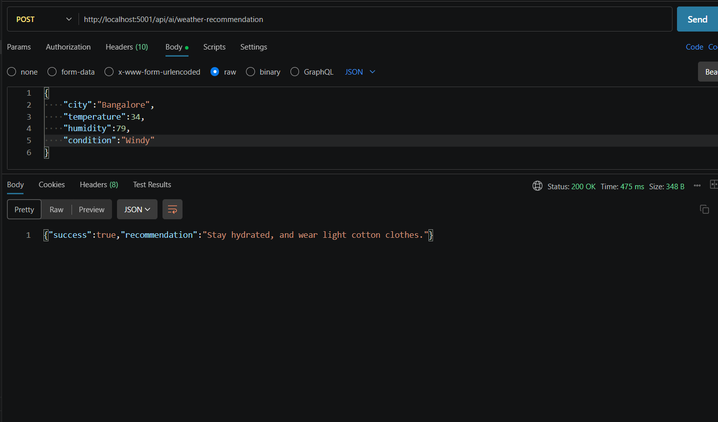 POST http://localhost:5001/api/ai/weather-recommendation Send
Params Authorization Headers (10) Body Scripts Settings Code Co
none form-data x-www-form-urlencoded raw binary GraphQL JSON Bea
1 {
2 "city":"Bangalore",
3 "temperature":34,
4 "humidity":79,
5 "condition":"Windy"
6 }
Body Cookies Headers (8) Test Results Status: 200 OK Time: 475 ms Size: 348 B
Pretty Raw Preview JSON
1 {"success":true,"recommendation":"Stay hydrated, and wear light cotton clothes."}